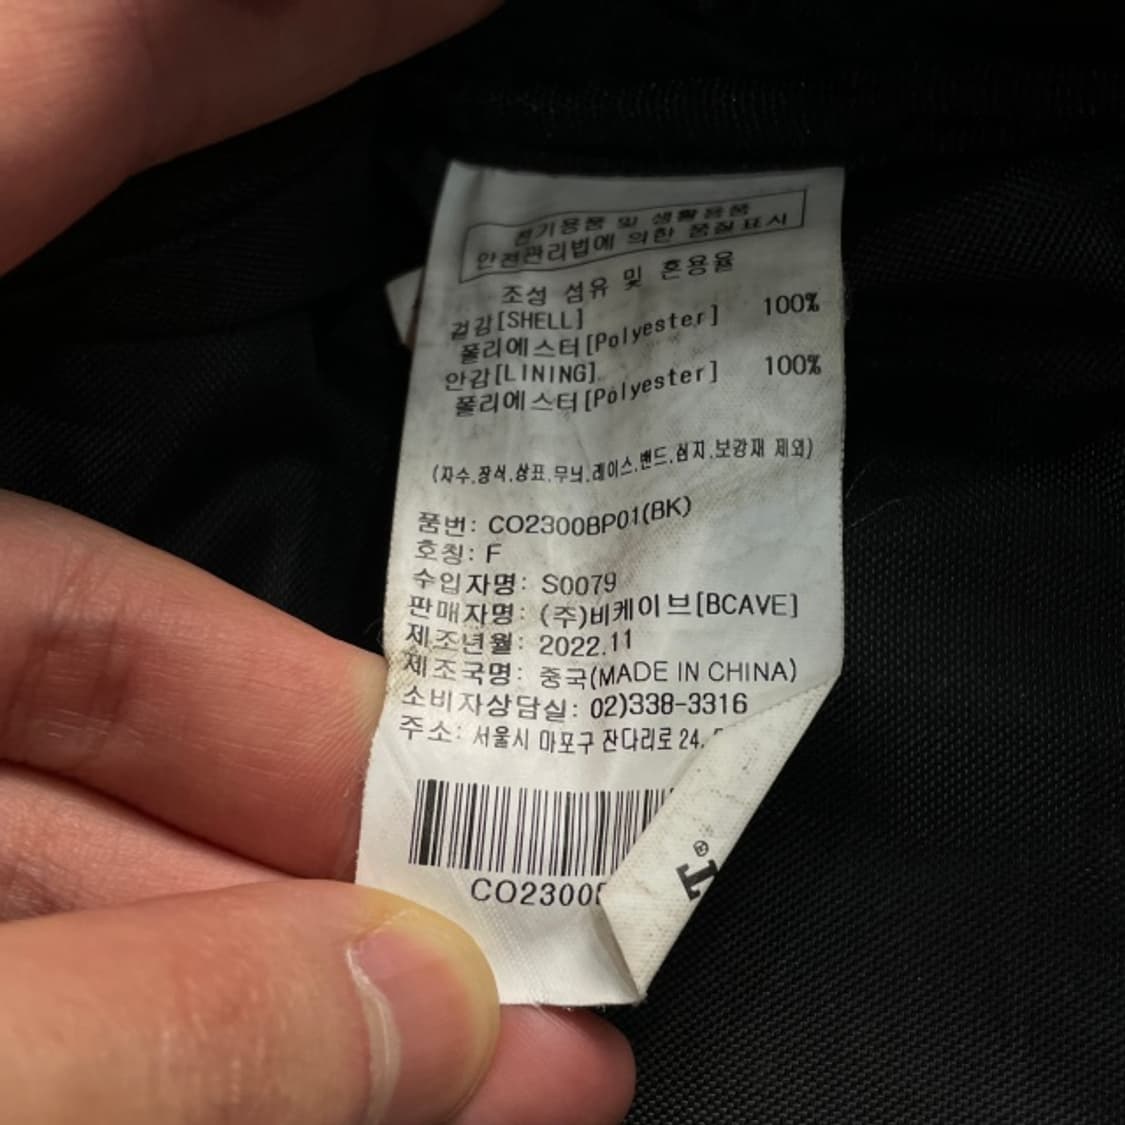 전기용품 및 생활용품
안전관리법에 의한 품질표시
조성 섬유 및 혼용율
겉감[SHELL]
폴리에스터[Polyester] 100%
안감[LINING]
폴리에스터[Polyester] 100%
(자수.장식.상표.무늬.레이스.밴드.심지.보강재 제외)
품번: CO2300BP01(BK)
호칭: F
수입자명: S0079
판매자명: (주)비케이브[BCAVE]
제조년월: 2022.11
제조국명: 중국(MADE IN CHINA)
소비자상담실: 02)338-3316
주소: 서울시 마포구 잔다리로 24.
CO2300
T®